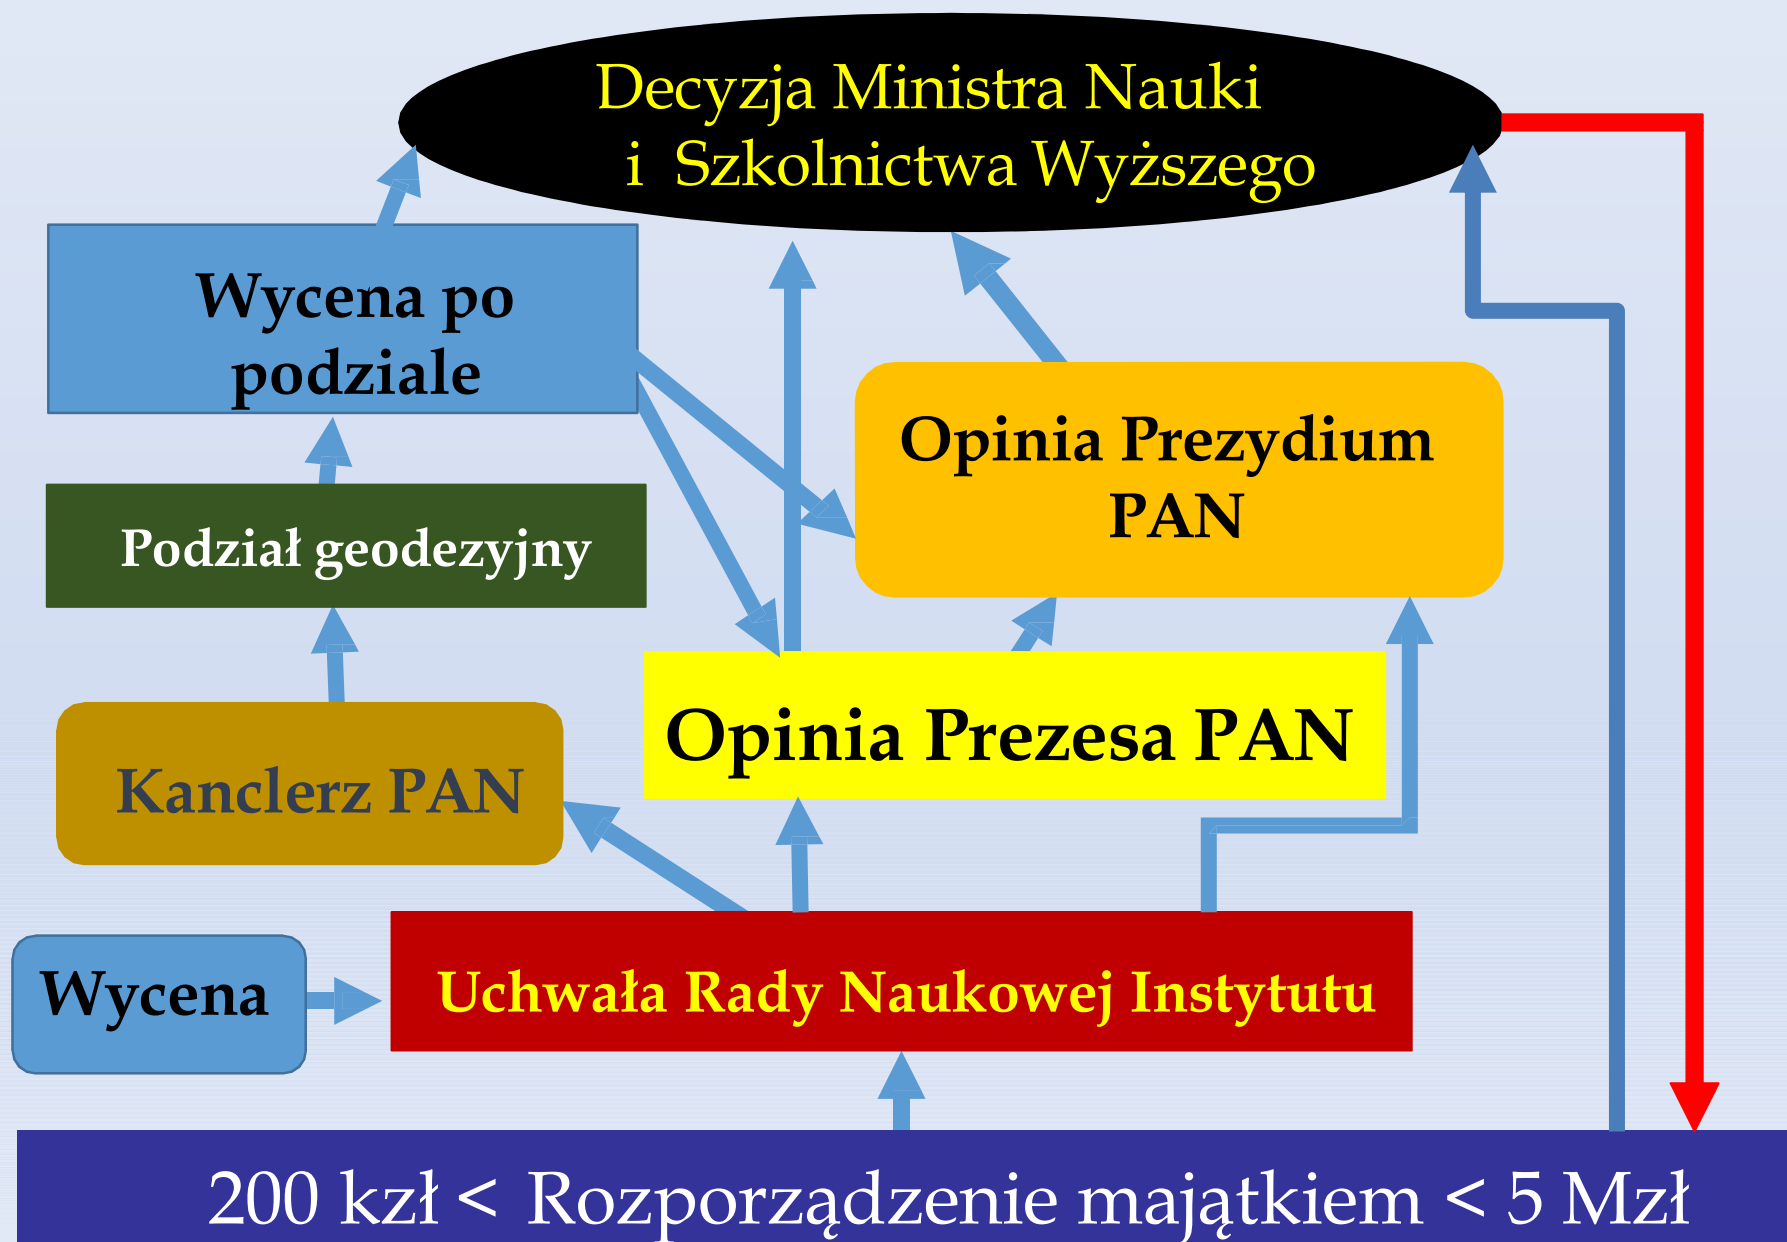 Decyzja Ministra Nauki
i Szkolnictwa Wyższego
Wycena po
podziale
Opinia Prezydium
PAN
Podział geodezyjny
Opinia Prezesa PAN
Kanclerz PAN
Wycena
Uchwała Rady Naukowej Instytutu
200 kzł < Rozporządzenie majątkiem < 5 Mzł